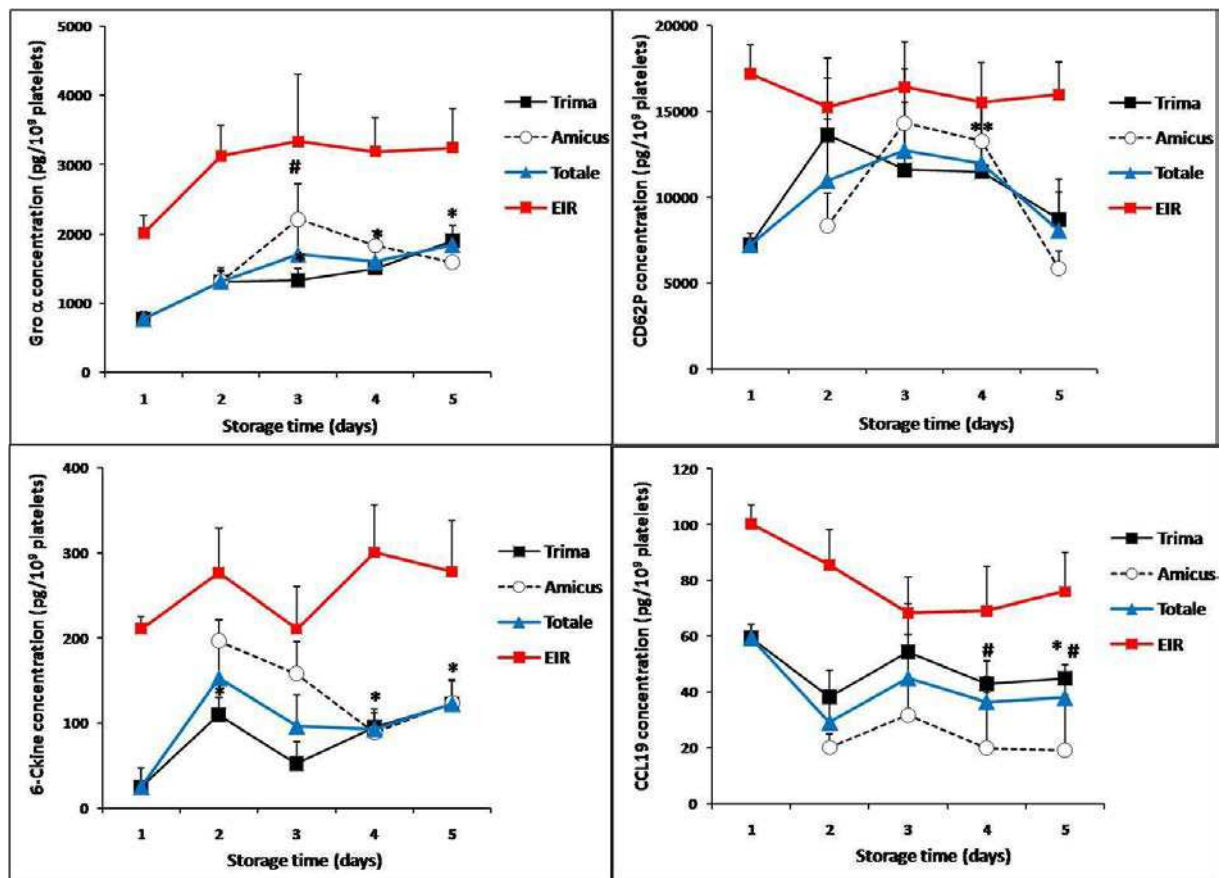 Gro α concentration (pg/10⁹ platelets)
5000
4000
3000
2000
1000
0
#
*
*
*
*
1 2 3 4 5
Storage time (days)
Trima
Amicus
Totale
EIR
CD62P concentration (pg/10⁹ platelets)
20000
15000
10000
5000
0
**
1 2 3 4 5
Storage time (days)
Trima
Amicus
Totale
EIR
6-Ckine concentration (pg/10⁹ platelets)
400
300
200
100
0
*
*
*
1 2 3 4 5
Storage time (days)
Trima
Amicus
Totale
EIR
CCL19 concentration (pg/10⁹ platelets)
120
100
80
60
40
20
0
#
* #
1 2 3 4 5
Storage time (days)
Trima
Amicus
Totale
EIR